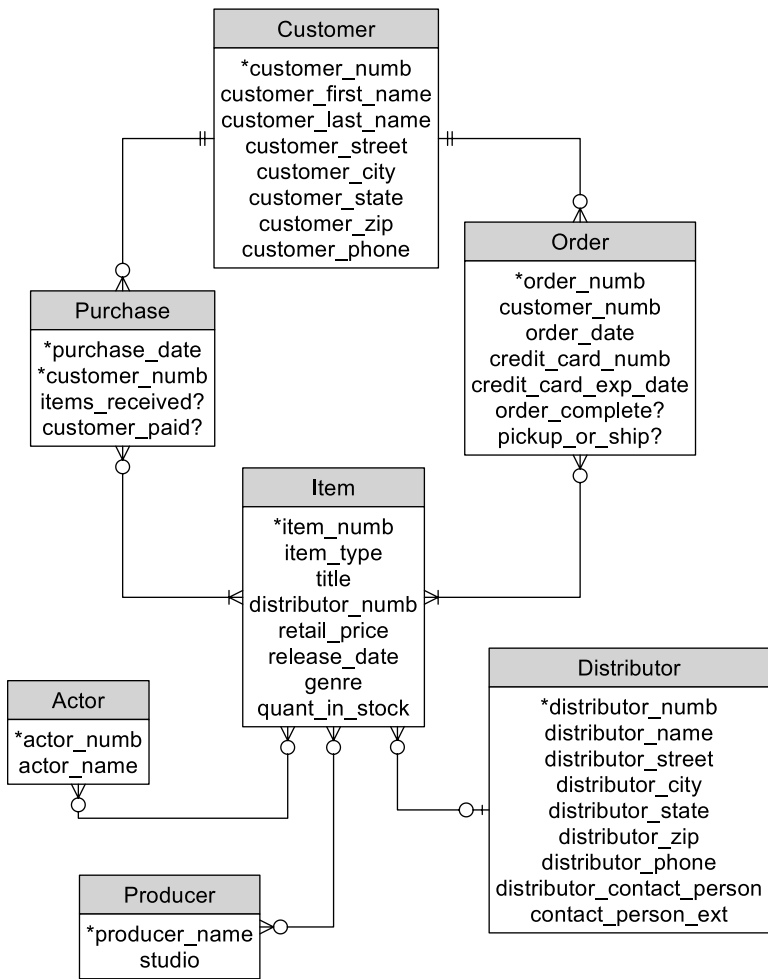 Customer
*customer_numb
customer_first_name
customer_last_name
customer_street
customer_city
customer_state
customer_zip
customer_phone
Order
*order_numb
customer_numb
order_date
credit_card_numb
credit_card_exp_date
order_complete?
pickup_or_ship?
Purchase
*purchase_date
*customer_numb
items_received?
customer_paid?
Item
*item_numb
item_type
title
distributor_numb
retail_price
release_date
genre
quant_in_stock
Distributor
*distributor_numb
distributor_name
distributor_street
distributor_city
distributor_state
distributor_zip
distributor_phone
distributor_contact_person
contact_person_ext
Actor
*actor_numb
actor_name
Producer
*producer_name
studio